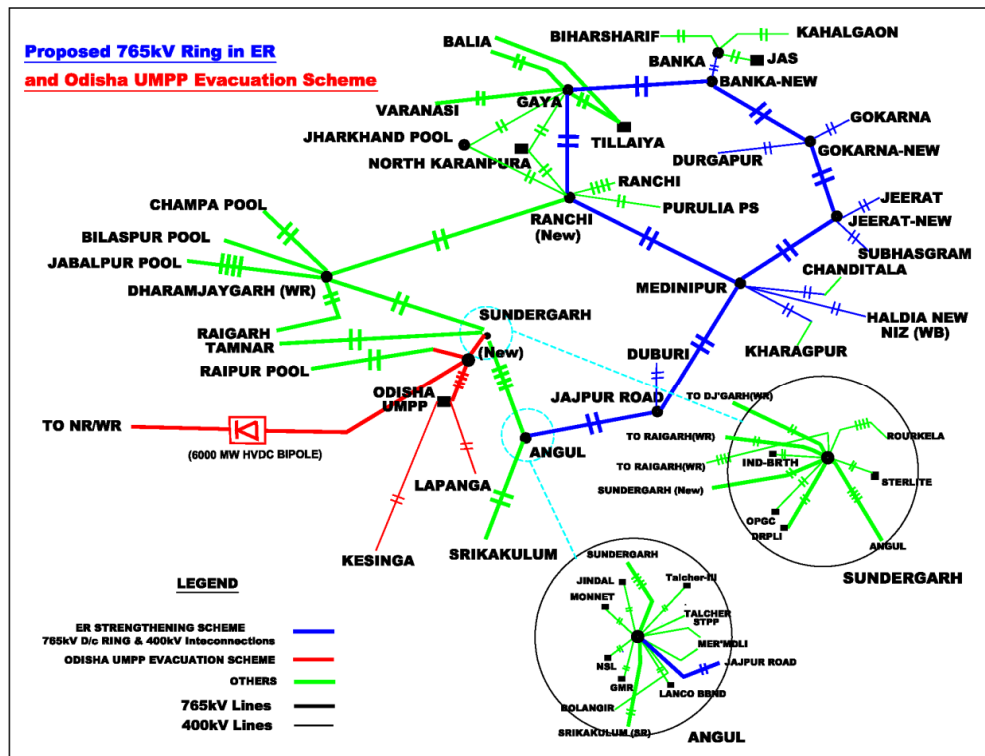 Proposed 765kV Ring in ER
and Odisha UMPP Evacuation Scheme
BALIA
BIHARSHARIF
KAHALGAON
BANKA
JAS
BANKA-NEW
GAYA
VARANASI
JHARKHAND POOL
NORTH KARANPURA
TILLAIYA
GOKARNA
DURGAPUR
GOKARNA-NEW
RANCHI
PURULIA PS
RANCHI
(New)
JEERAT
JEERAT-NEW
SUBHASGRAM
CHANDITALA
MEDINIPUR
HALDIA NEW
NIZ (WB)
KHARAGPUR
CHAMPA POOL
BILASPUR POOL
JABALPUR POOL
DHARAMJAYGARH (WR)
SUNDERGARH
(New)
RAIGARH
TAMNAR
RAIPUR POOL
DUBURI
ODISHA
UMPP
JAJPUR ROAD
TO NR/WR
(6000 MW HVDC BIPOLE)
ANGUL
LAPANGA
KESINGA
SRIKAKULUM
TO DJ'GARH(WR)
TO RAIGARH(WR)
ROURKELA
IND-BRTH
TO RAIGARH(WR)
STERLITE
SUNDERGARH (New)
OPGC
DRPLI
ANGUL
SUNDERGARH
SUNDERGARH
JINDAL
Talcher-III
MONNET
TALCHER
STPP
MER'MDLI
JAJPUR ROAD
NSL
GMR
LANCO BBND
BOLANGIR
SRIKAKULUM (SR)
ANGUL
LEGEND
ER STRENGTHENING SCHEME
765kV D/c RING & 400kV Inteconnections
ODISHA UMPP EVACUATION SCHEME
OTHERS
765kV Lines
400kV Lines